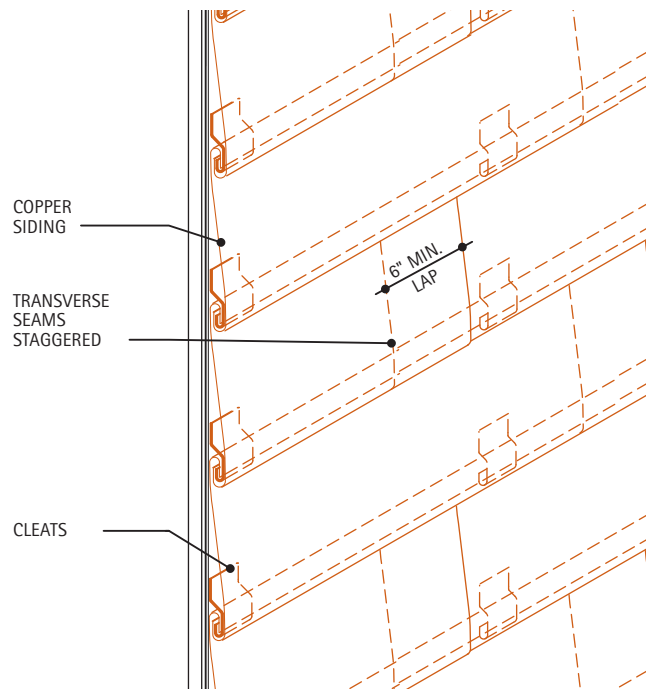 COPPER
SIDING
6" MIN.
LAP
TRANSVERSE
SEAMS
STAGGERED
CLEATS